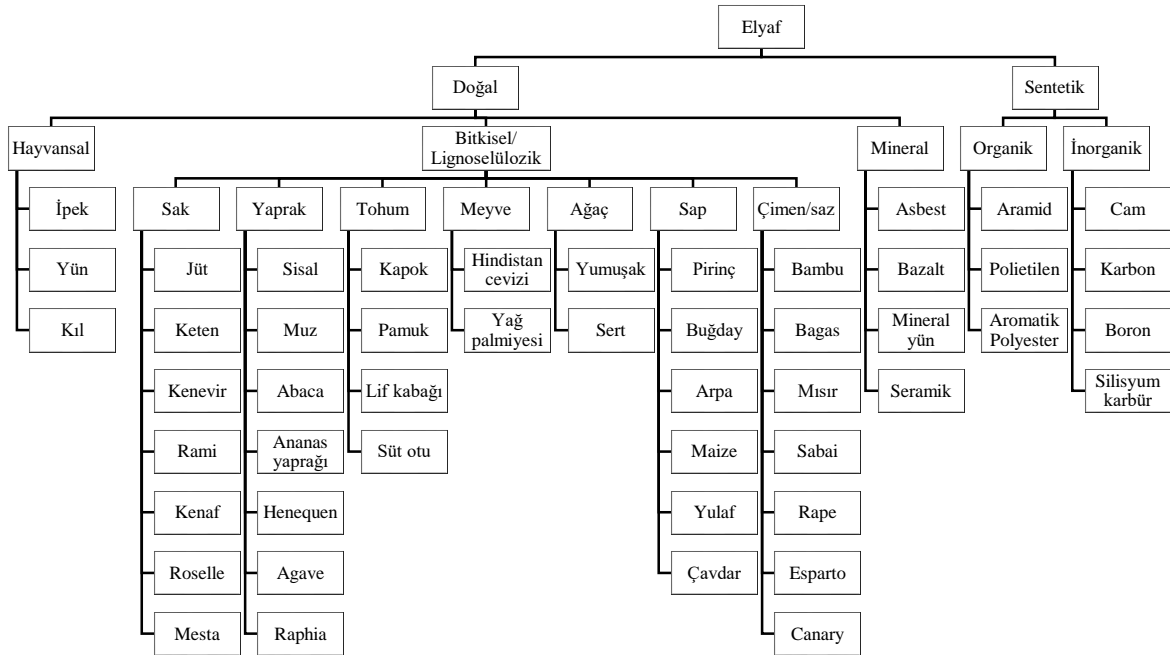 Elyaf
Doğal
Sentetik
Hayvansal
Bitkisel/
Lignoselülozik
Mineral
Organik
İnorganik
İpek
Yün
Kıl
Sak
Jüt
Keten
Kenevir
Rami
Kenaf
Roselle
Mesta
Yaprak
Sisal
Muz
Abaca
Ananas
yaprağı
Henequen
Agave
Raphia
Tohum
Kapok
Pamuk
Lif kabağı
Süt otu
Meyve
Hindistan
cevizi
Yağ
palmiyesi
Ağaç
Yumuşak
Sert
Sap
Pirinç
Buğday
Arpa
Maize
Yulaf
Çavdar
Çimen/saz
Bambu
Bagas
Mısır
Sabai
Rape
Esparto
Canary
Asbest
Bazalt
Mineral
yün
Seramik
Aramid
Polietilen
Aromatik
Polyester
Cam
Karbon
Boron
Silisyum
karbür